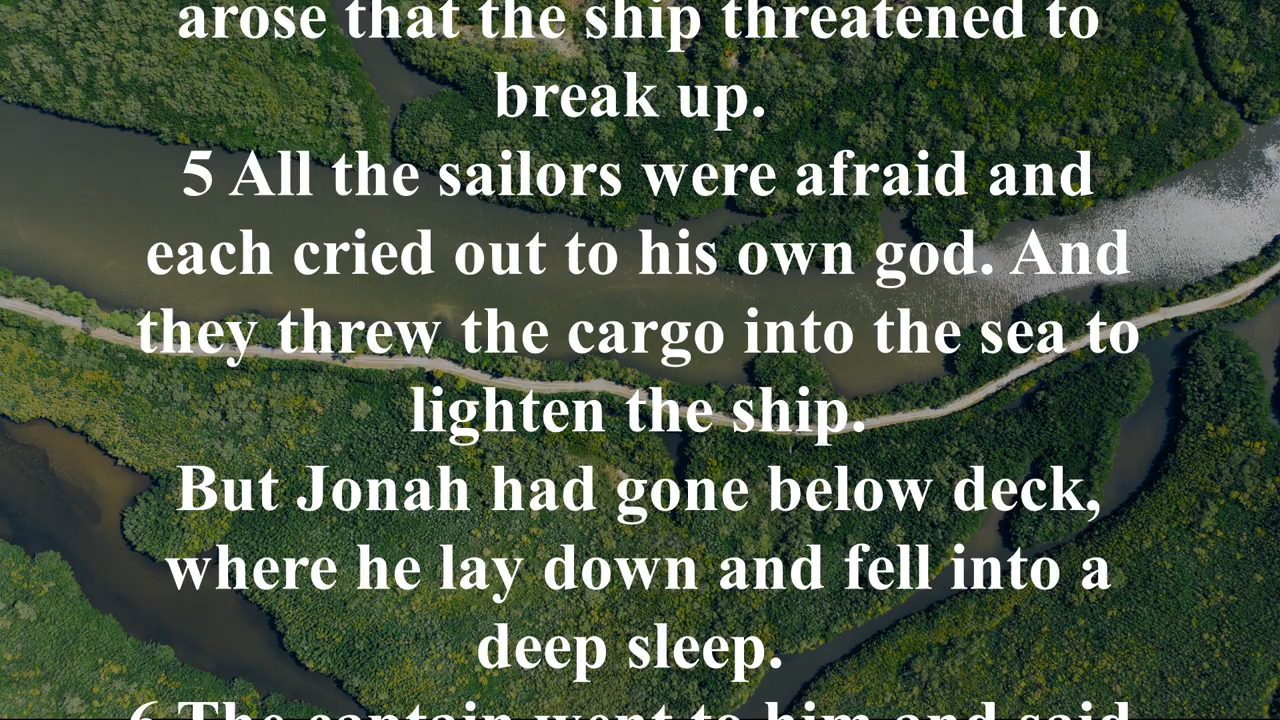 arose that the ship threatened to
break up.
5 All the sailors were afraid and
each cried out to his own god. And
they threw the cargo into the sea to
lighten the ship.
But Jonah had gone below deck,
where he lay down and fell into a
deep sleep.
6 The captain went to him and said